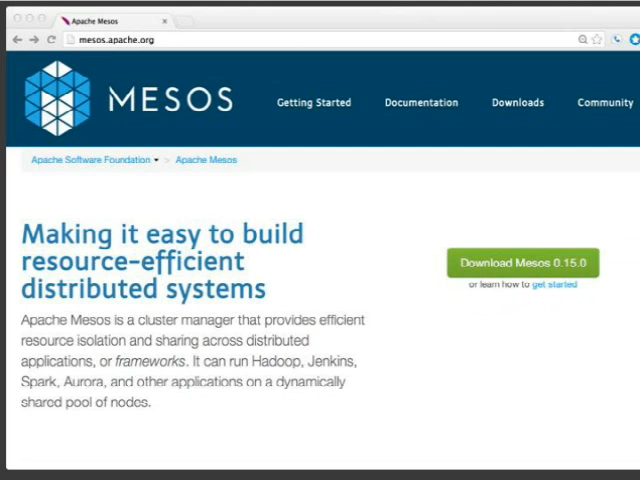 Apache Mesos
mesos.apache.org
MESOS
Getting Started
Documentation
Downloads
Community
Apache Software Foundation > Apache Mesos
Making it easy to build
resource-efficient
distributed systems
Download Mesos 0.15.0
or learn how to get started
Apache Mesos is a cluster manager that provides efficient
resource isolation and sharing across distributed
applications, or frameworks. It can run Hadoop, Jenkins,
Spark, Aurora, and other applications on a dynamically
shared pool of nodes.